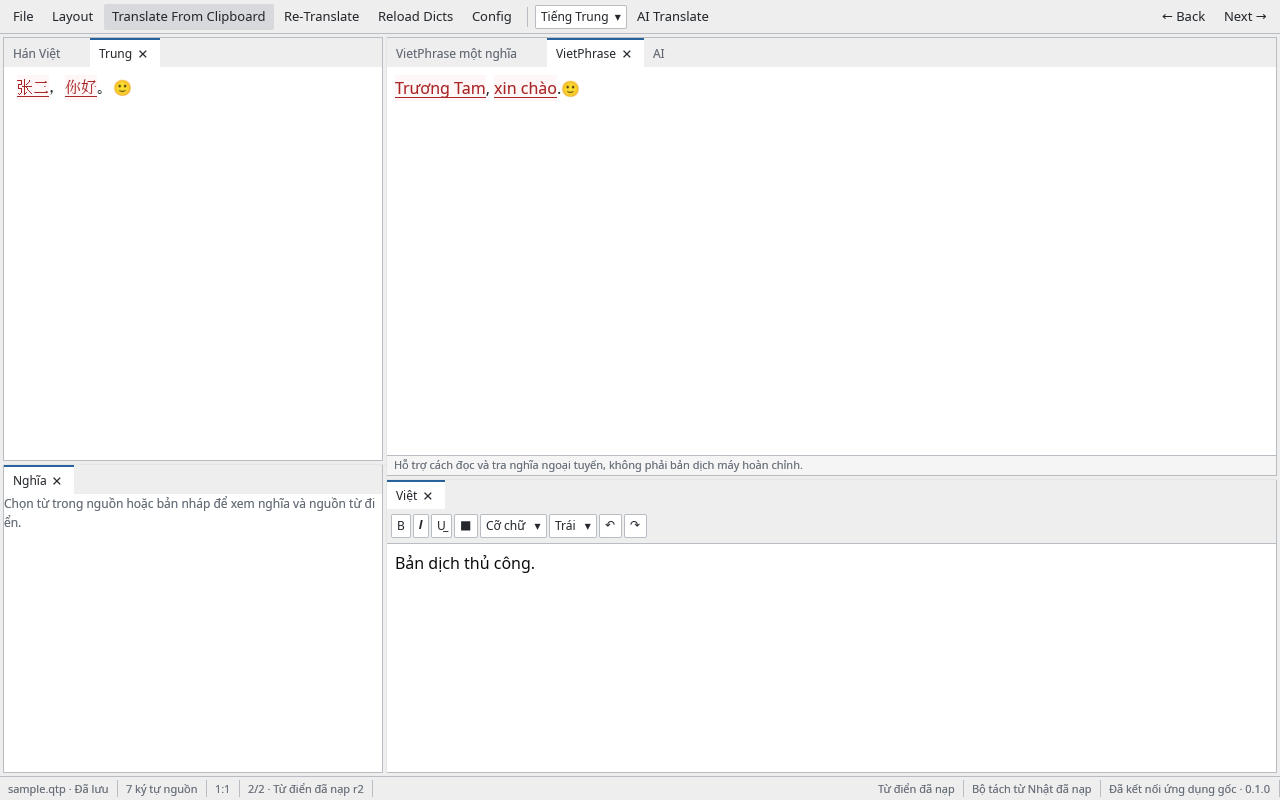 File Layout Translate From Clipboard Re-Translate Reload Dicts Config Tiếng Trung ▼ AI Translate ← Back Next →
Hán Việt Trung ✕
张三，你好。🙂
VietPhrase một nghĩa VietPhrase ✕ AI
Trương Tam, xin chào.🙂
Hỗ trợ cách đọc và tra nghĩa ngoại tuyến, không phải bản dịch máy hoàn chỉnh.
Nghĩa ✕
Chọn từ trong nguồn hoặc bản nháp để xem nghĩa và nguồn từ đi
ển.
Việt ✕
B I U ■ Cỡ chữ ▼ Trái ▼ ↶ ↷
Bản dịch thủ công.
sample.qtp · Đã lưu 7 ký tự nguồn 1:1 2/2 · Từ điển đã nạp r2 Từ điển đã nạp Bộ tách từ Nhật đã nạp Đã kết nối ứng dụng gốc · 0.1.0